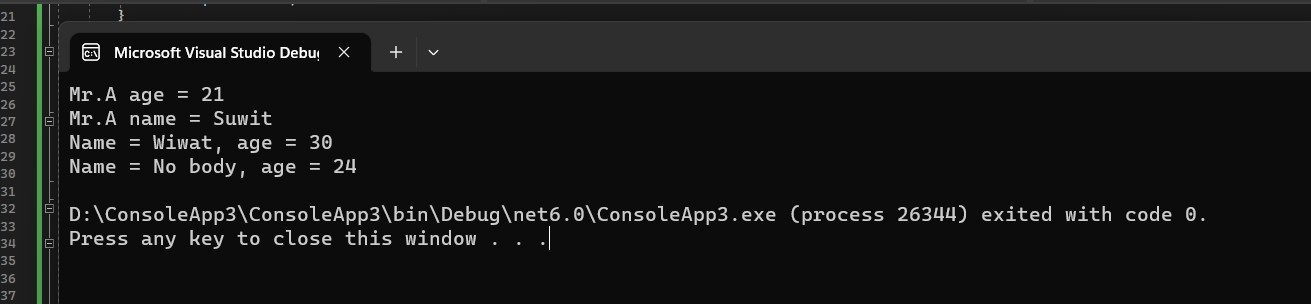 21
22
23
24
25
26
27
28
29
30
31
32
33
34
35
36
37
}
Microsoft Visual Studio Debug
Mr.A age = 21
Mr.A name = Suwit
Name = Wiwat, age = 30
Name = No body, age = 24
D:\ConsoleApp3\ConsoleApp3\bin\Debug\net6.0\ConsoleApp3.exe (process 26344) exited with code 0.
Press any key to close this window . . .